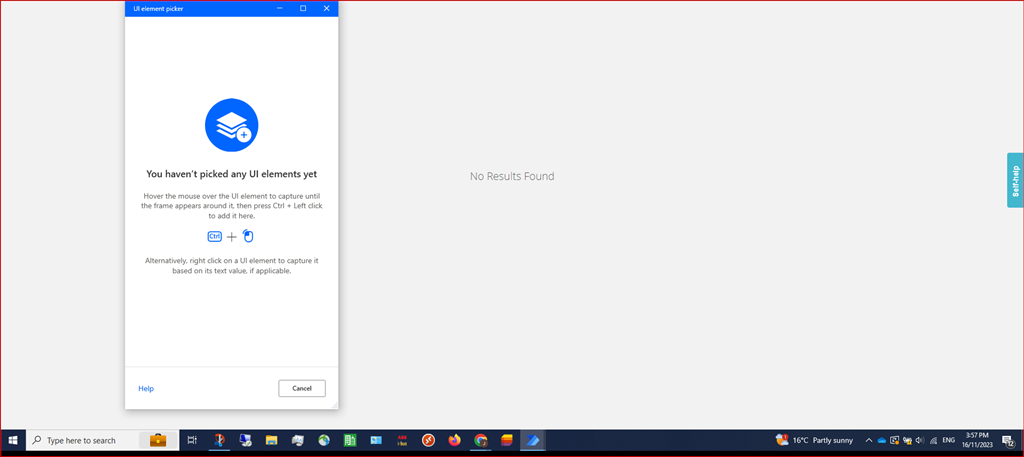 UI element picker
You haven't picked any UI elements yet
Hover the mouse over the UI element to capture until
the frame appears around it, then press Ctrl + Left click
to add it here.
Ctrl
Alternatively, right click on a UI element to capture it
based on its text value, if applicable.
Help
Cancel
No Results Found
Self-help
Type here to search
16°C Partly sunny
ENG
3:57 PM
16/11/2023